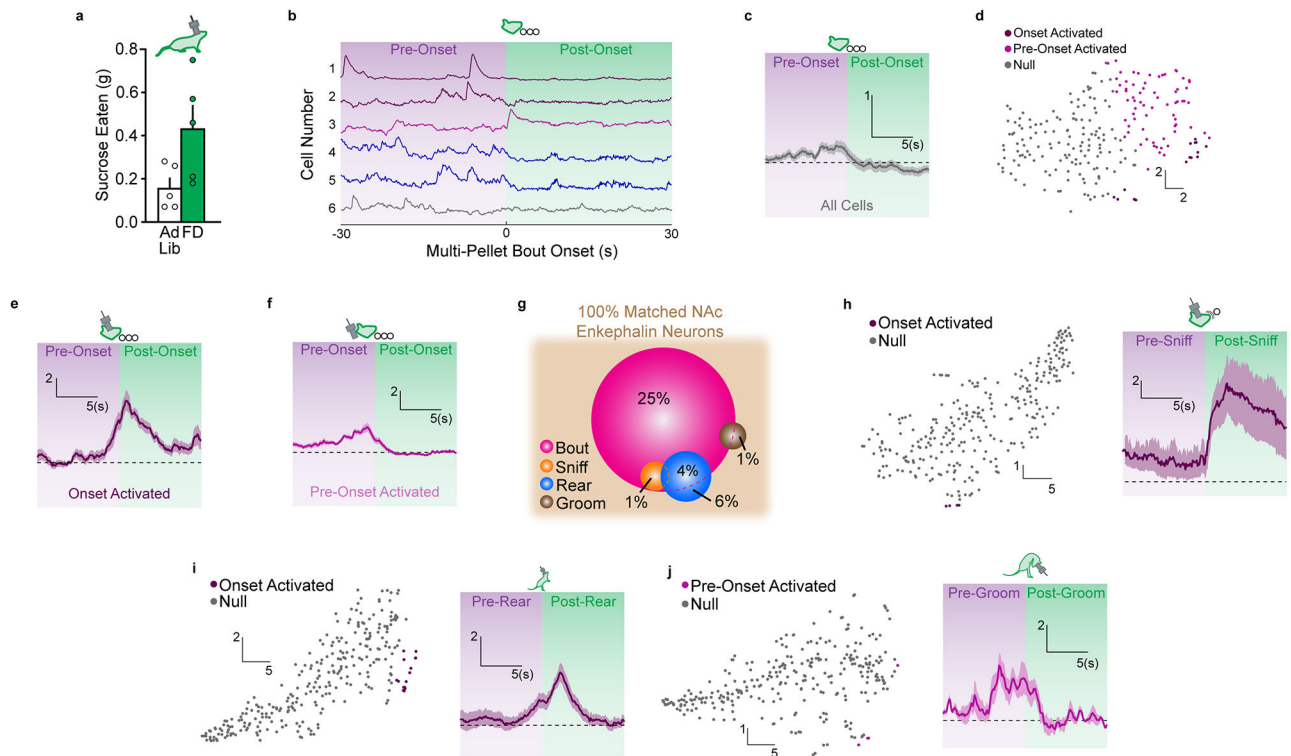 a
Sucrose Eaten (g)
0.8
0.6
0.4
0.2
0.0
Ad
Lib
FD
b
Pre-Onset
Post-Onset
Cell Number
1
2
3
4
5
6
-30
0
30
Multi-Pellet Bout Onset (s)
c
Pre-Onset
Post-Onset
1
5(s)
All Cells
d
Onset Activated
Pre-Onset Activated
Null
2
2
e
Pre-Onset
Post-Onset
2
5(s)
Onset Activated
f
Pre-Onset
Post-Onset
2
5(s)
Pre-Onset Activated
g
100% Matched NAc
Enkephalin Neurons
25%
Bout
Sniff
Rear
Groom
1%
4%
1%
6%
h
Onset Activated
Null
1
5
Pre-Sniff
Post-Sniff
2
5(s)
i
Onset Activated
Null
2
5
Pre-Rear
Post-Rear
2
5(s)
j
Pre-Onset Activated
Null
1
5
Pre-Groom
Post-Groom
2
5(s)